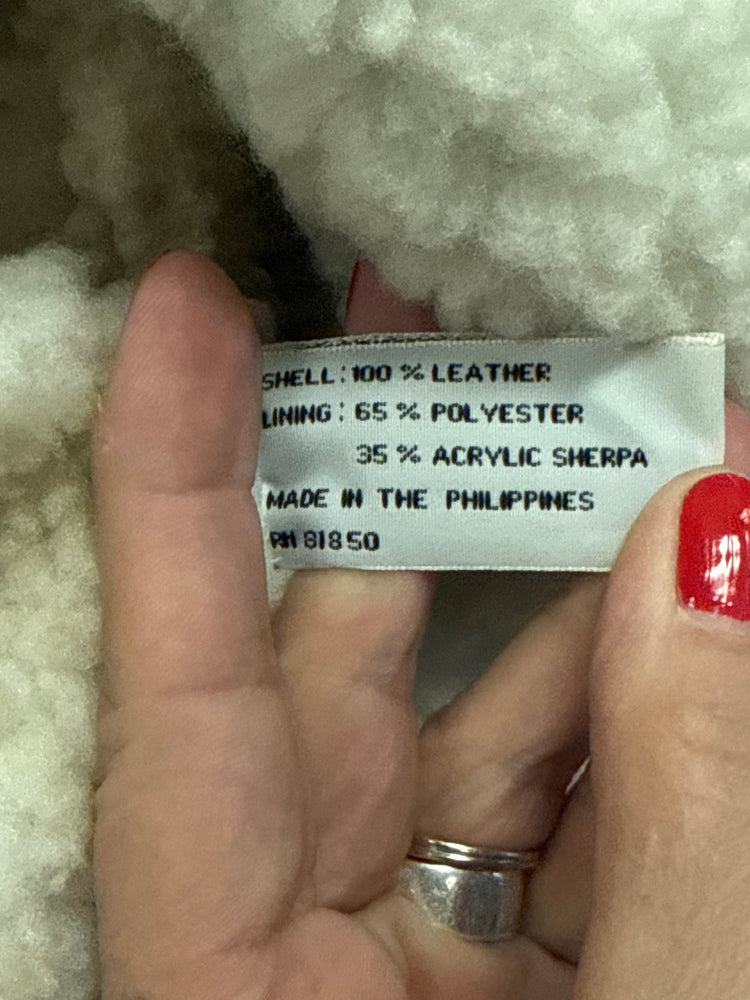 SHELL: 100 % LEATHER
LINING: 65 % POLYESTER
35 % ACRYLIC SHERPA
MADE IN THE PHILIPPINES
RN 81850